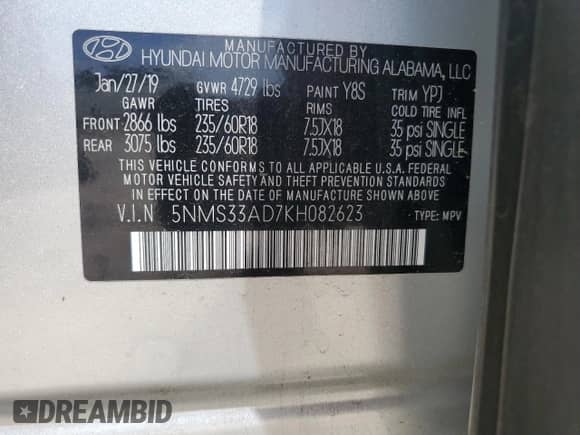 MANUFACTURED BY
HYUNDAI MOTOR MANUFACTURING ALABAMA, LLC
Jan/27/19 GVWR 4729 lbs PAINT Y8S TRIM YPJ
GAWR TIRES RIMS COLD TIRE INFL
FRONT 2866 lbs 235/60R18 7.5JX18 35 psi SINGLE
REAR 3075 lbs 235/60R18 7.5JX18 35 psi SINGLE
THIS VEHICLE CONFORMS TO ALL APPLICABLE U.S.A. FEDERAL
MOTOR VEHICLE SAFETY AND THEFT PREVENTION STANDARDS
IN EFFECT ON THE DATE OF MANUFACTURE SHOWN ABOVE
V.I.N 5NMS33AD7KH082623 TYPE: MPV
DREAMBID